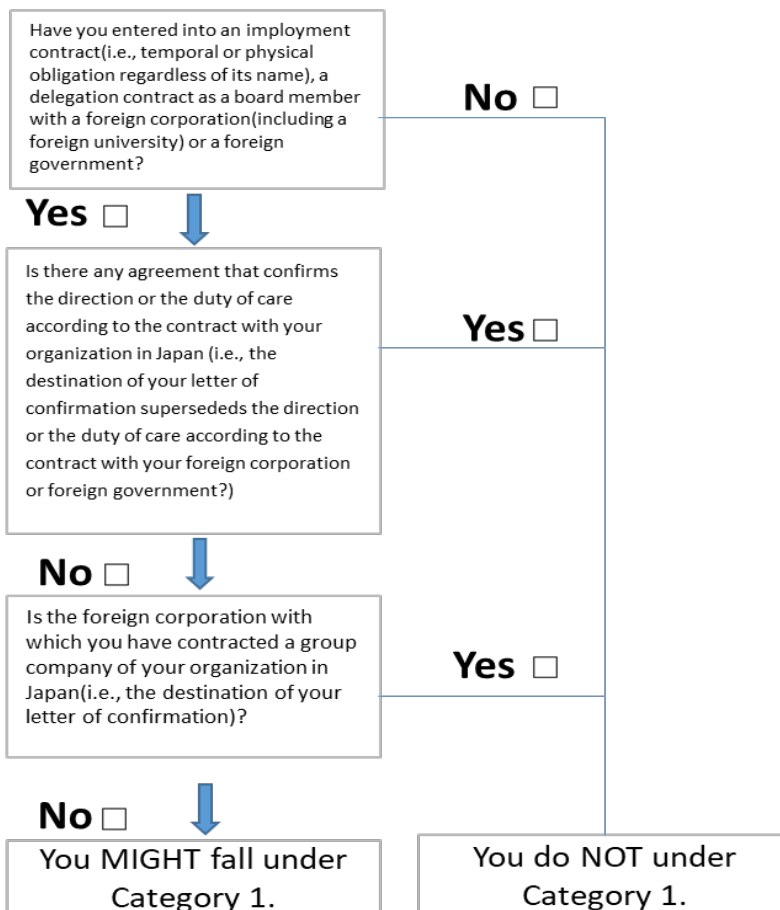 Have you entered into an imployment
contract(i.e., temporal or physical
obligation regardless of its name), a
delegation contract as a board member
with a foreign corporation(including a
foreign university) or a foreign
government?
No □
Yes □
Is there any agreement that confirms
the direction or the duty of care
according to the contract with your
organization in Japan (i.e., the
destination of your letter of
confirmation supersededs the direction
or the duty of care according to the
contract with your foreign corporation
or foreign government?)
Yes □
No □
Is the foreign corporation with
which you have contracted a group
company of your organization in
Japan(i.e., the destination of your
letter of confirmation)?
Yes □
No □
You MIGHT fall under
Category 1.
You do NOT under
Category 1.